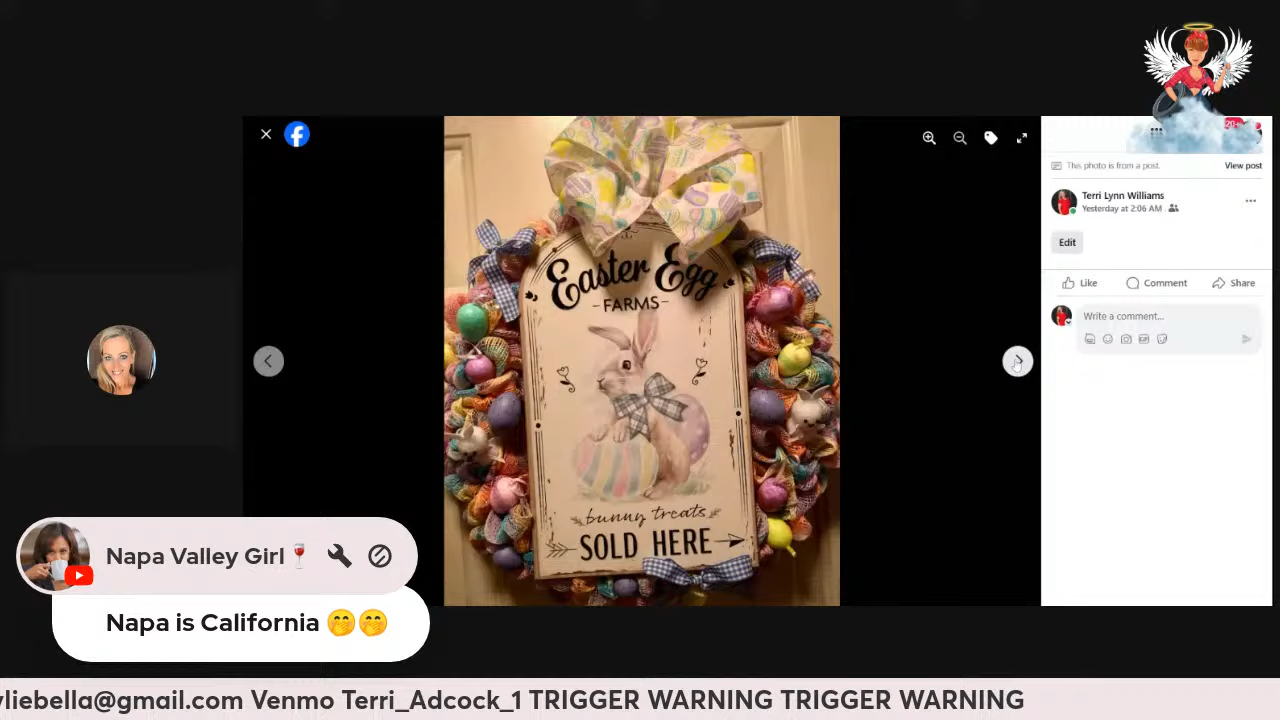 20+
This photo is from a post.
View post
Terri Lynn Williams
Yesterday at 2:06 AM
Edit
Like
Comment
Share
Write a comment...
Easter Egg
-FARMS-
bunny treats
SOLD HERE
Napa Valley Girl🍷
Napa is California 🤭🤭
yliebella@gmail.com Venmo Terri_Adcock_1 TRIGGER WARNING TRIGGER WARNING